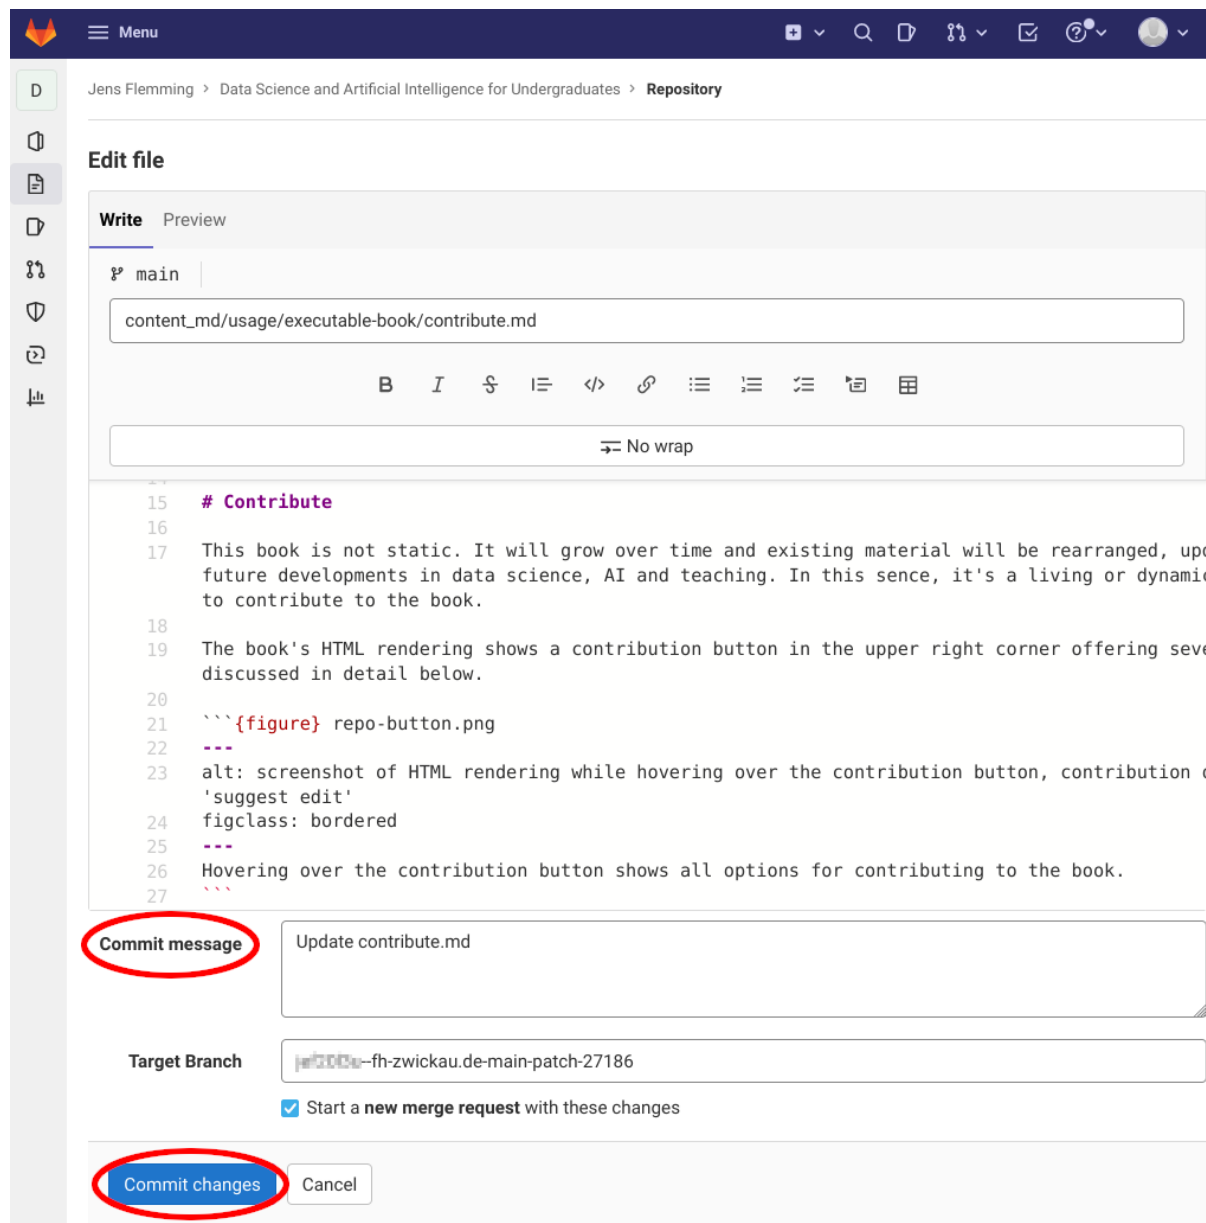 Menu
D
Jens Flemming > Data Science and Artificial Intelligence for Undergraduates > Repository
Edit file
Write Preview
main
content_md/usage/executable-book/contribute.md
No wrap
15 # Contribute
16
17 This book is not static. It will grow over time and existing material will be rearranged,
future developments in data science, AI and teaching. In this sence, it's a living or
to contribute to the book.
18
19 The book's HTML rendering shows a contribution button in the upper right corner offering
discussed in detail below.
20
21 ```{figure} repo-button.png
22 ---
23 alt: screenshot of HTML rendering while hovering over the contribution button, contribution
'suggest edit'
24 figclass: bordered
25 ---
26 Hovering over the contribution button shows all options for contributing to the book.
27 ```
Commit message Update contribute.md
Target Branch --fh-zwickau.de-main-patch-27186
Start a new merge request with these changes
Commit changes Cancel